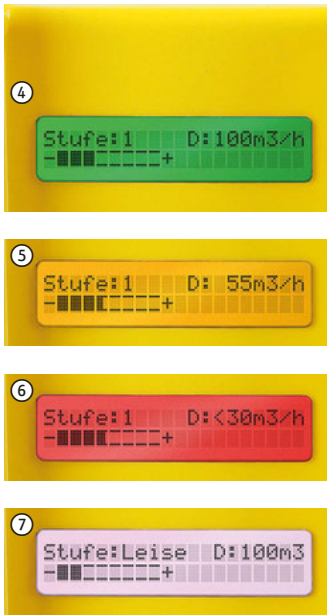 4
Stufe:1 D:100m3/h
- +
5
Stufe:1 D: 55m3/h
- +
6
Stufe:1 D:<30m3/h
- +
7
Stufe:Leise D:100m3
- +